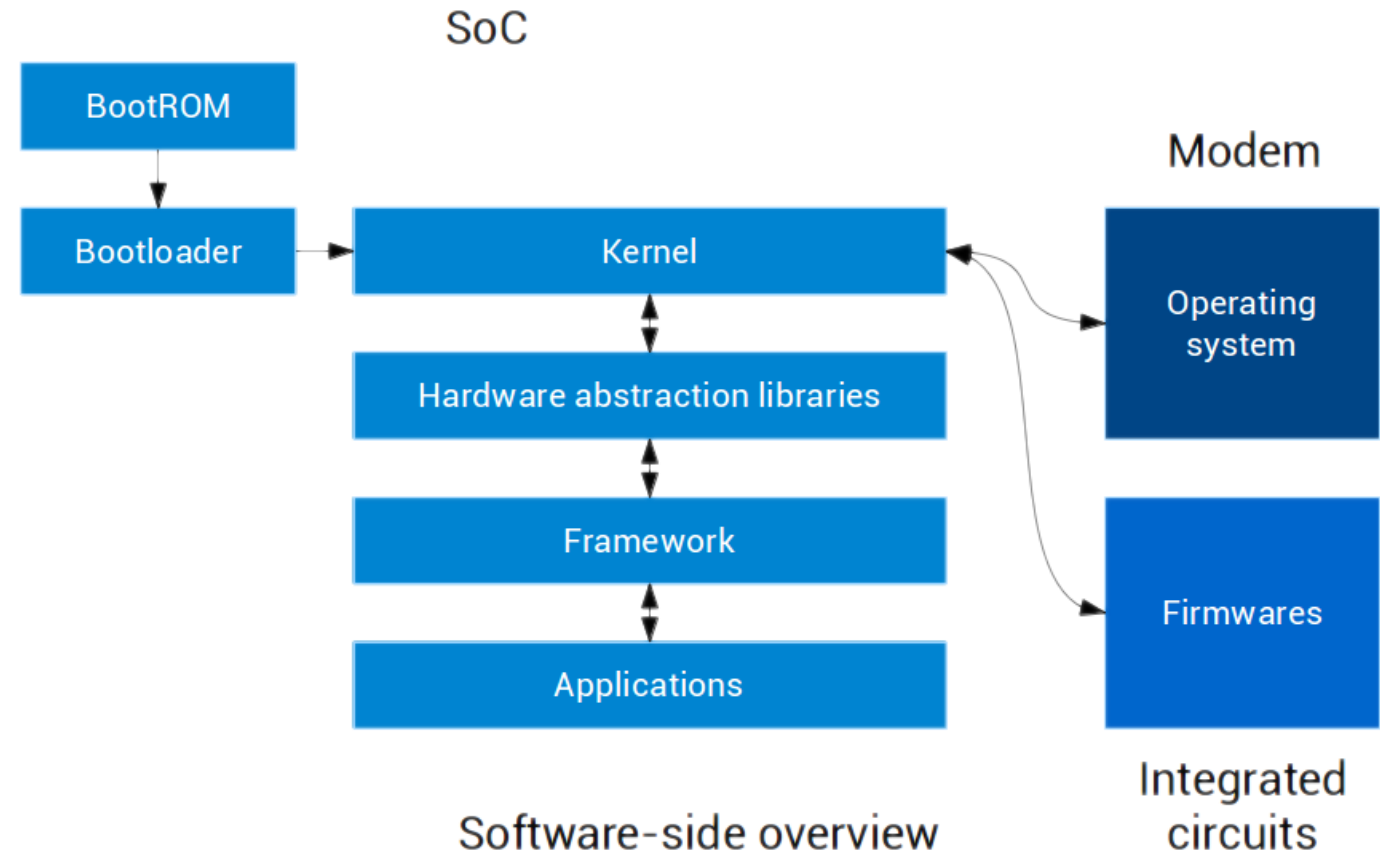 SoC
BootROM
Modem
Bootloader
Kernel
Operating
system
Hardware abstraction libraries
Framework
Firmwares
Applications
Integrated
circuits
Software-side overview